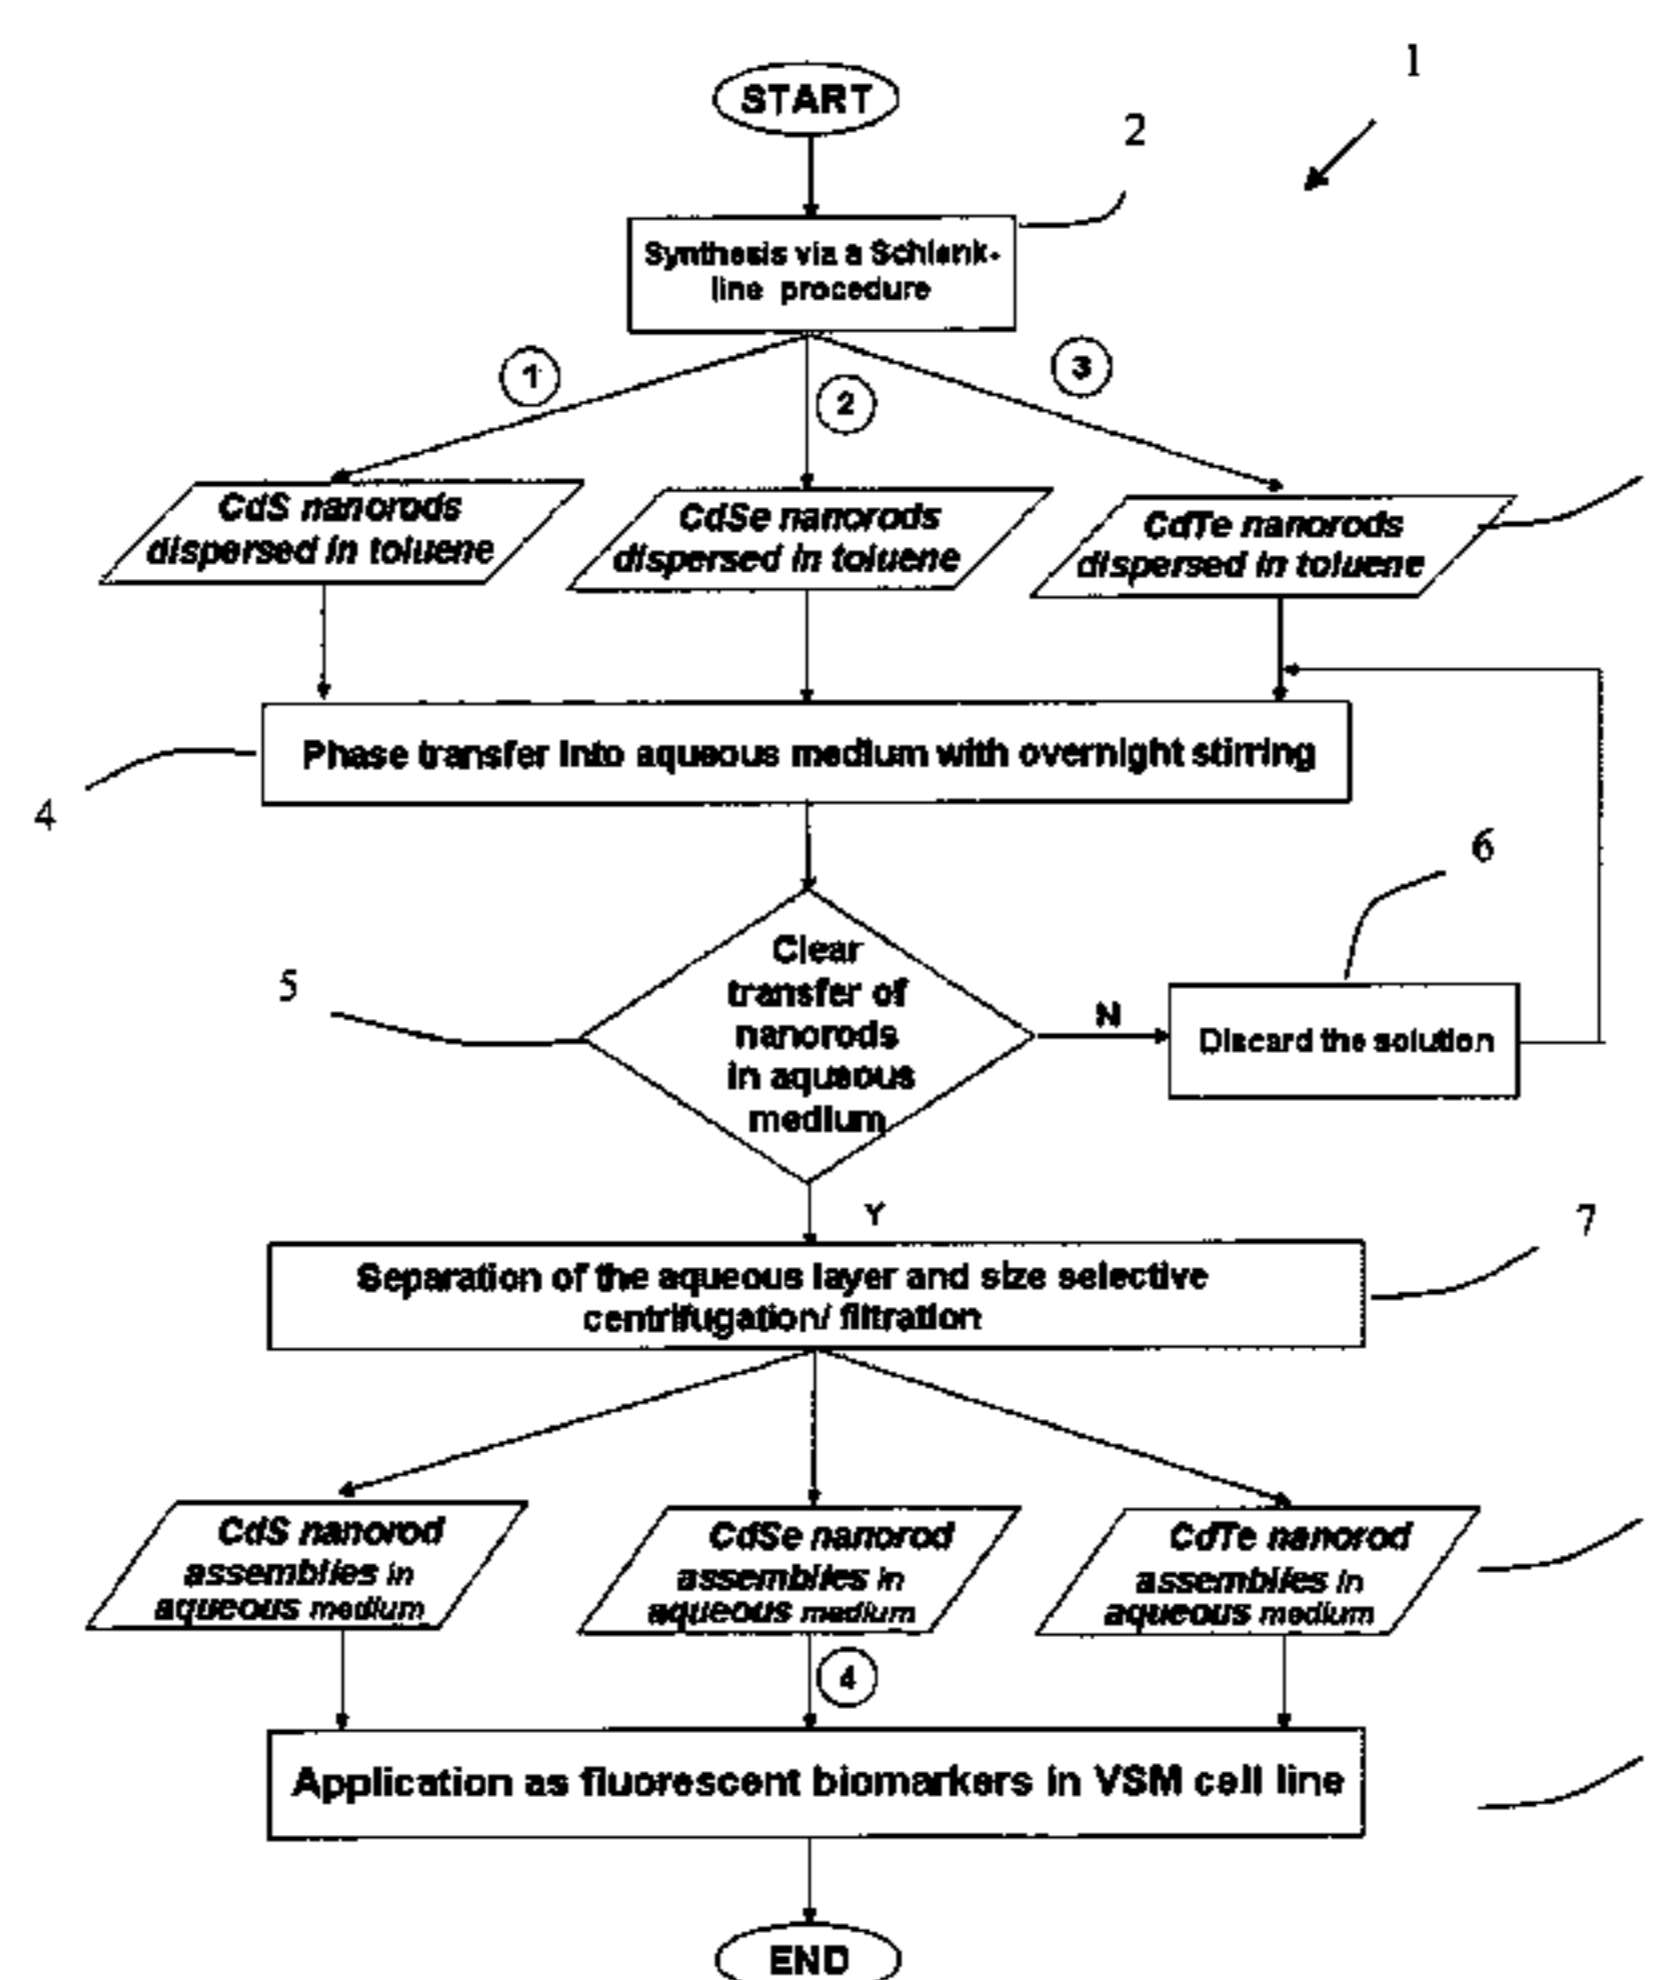 1
START
2
Synthesis via a Schlenk-
line procedure
1
2
3
CdS nanorods
dispersed in toluene
CdSe nanorods
dispersed in toluene
CdTe nanorods
dispersed in toluene
Phase transfer into aqueous medium with overnight stirring
4
6
Clear
transfer of
nanorods
in aqueous
medium
5
N
Discard the solution
Y
7
Separation of the aqueous layer and size selective
centrifugation/ filtration
CdS nanorod
assemblies in
aqueous medium
CdSe nanorod
assemblies in
aqueous medium
CdTe nanorod
assemblies in
aqueous medium
4
Application as fluorescent biomarkers in VSM cell line
END